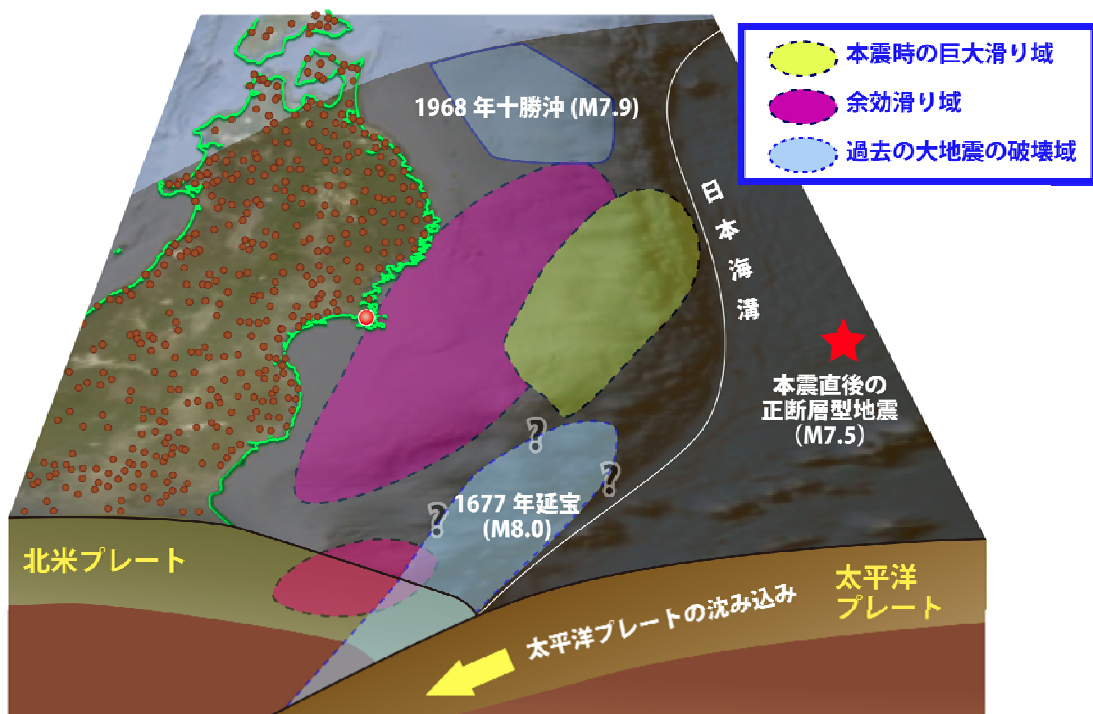 本震時の巨大滑り域
余効滑り域
過去の大地震の破壊域
1968 年十勝沖 (M7.9)
日本海溝
本震直後の
正断層型地震
(M7.5)
?
?
?
1677 年延宝
(M8.0)
北米プレート
太平洋
プレート
太平洋プレートの沈み込み